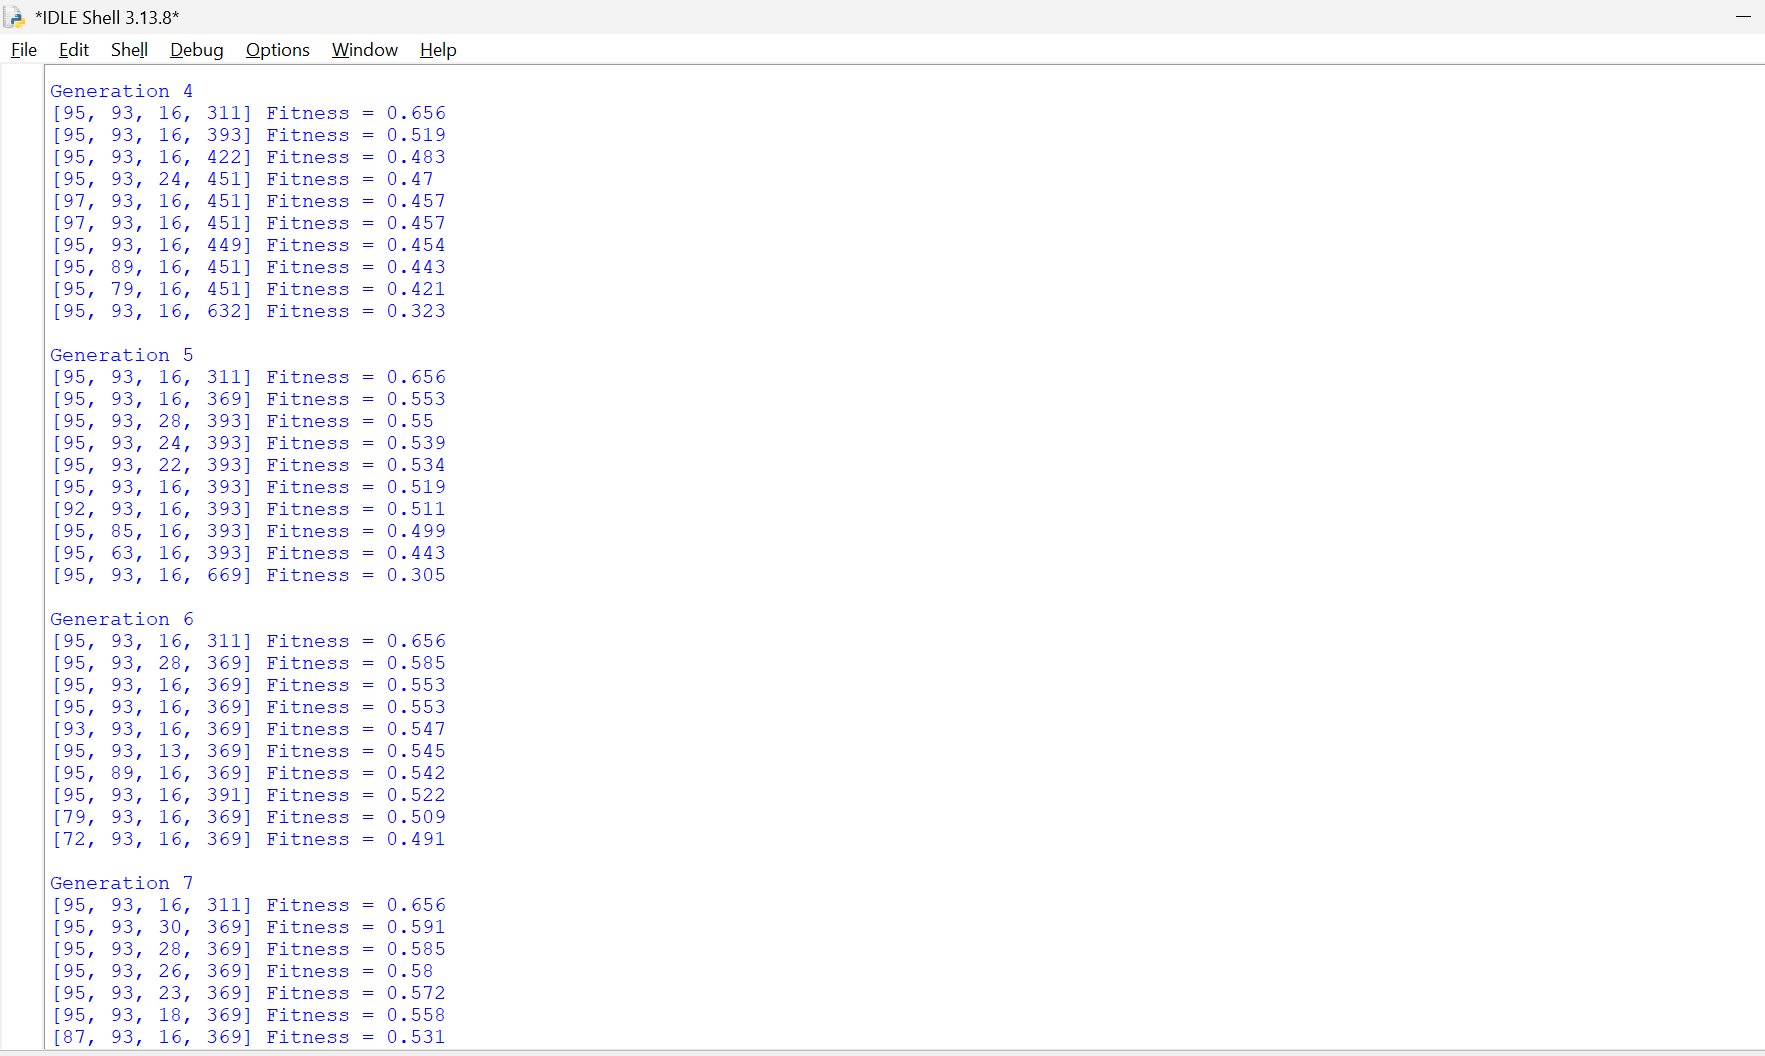 *IDLE Shell 3.13.8*
File Edit Shell Debug Options Window Help
Generation 4
[95, 93, 16, 311] Fitness = 0.656
[95, 93, 16, 393] Fitness = 0.519
[95, 93, 16, 422] Fitness = 0.483
[95, 93, 24, 451] Fitness = 0.47
[97, 93, 16, 451] Fitness = 0.457
[97, 93, 16, 451] Fitness = 0.457
[95, 93, 16, 449] Fitness = 0.454
[95, 89, 16, 451] Fitness = 0.443
[95, 79, 16, 451] Fitness = 0.421
[95, 93, 16, 632] Fitness = 0.323
Generation 5
[95, 93, 16, 311] Fitness = 0.656
[95, 93, 16, 369] Fitness = 0.553
[95, 93, 28, 393] Fitness = 0.55
[95, 93, 24, 393] Fitness = 0.539
[95, 93, 22, 393] Fitness = 0.534
[95, 93, 16, 393] Fitness = 0.519
[92, 93, 16, 393] Fitness = 0.511
[95, 85, 16, 393] Fitness = 0.499
[95, 63, 16, 393] Fitness = 0.443
[95, 93, 16, 669] Fitness = 0.305
Generation 6
[95, 93, 16, 311] Fitness = 0.656
[95, 93, 28, 369] Fitness = 0.585
[95, 93, 16, 369] Fitness = 0.553
[95, 93, 16, 369] Fitness = 0.553
[93, 93, 16, 369] Fitness = 0.547
[95, 93, 13, 369] Fitness = 0.545
[95, 89, 16, 369] Fitness = 0.542
[95, 93, 16, 391] Fitness = 0.522
[79, 93, 16, 369] Fitness = 0.509
[72, 93, 16, 369] Fitness = 0.491
Generation 7
[95, 93, 16, 311] Fitness = 0.656
[95, 93, 30, 369] Fitness = 0.591
[95, 93, 28, 369] Fitness = 0.585
[95, 93, 26, 369] Fitness = 0.58
[95, 93, 23, 369] Fitness = 0.572
[95, 93, 18, 369] Fitness = 0.558
[87, 93, 16, 369] Fitness = 0.531